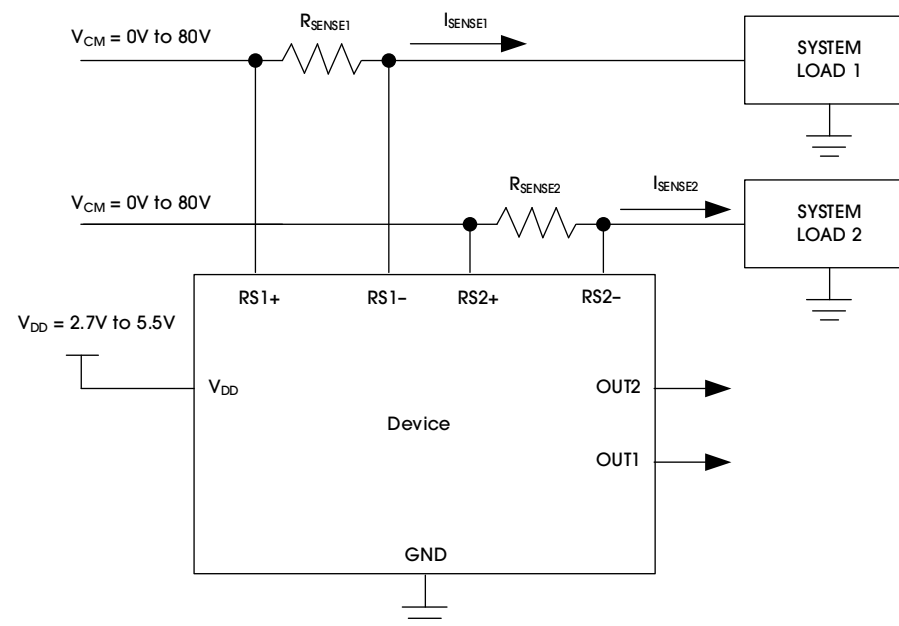 R_SENSE1
I_SENSE1
V_CM = 0V to 80V
SYSTEM
LOAD 1
R_SENSE2
I_SENSE2
V_CM = 0V to 80V
SYSTEM
LOAD 2
RS1+
RS1–
RS2+
RS2–
V_DD = 2.7V to 5.5V
V_DD
OUT2
Device
OUT1
GND